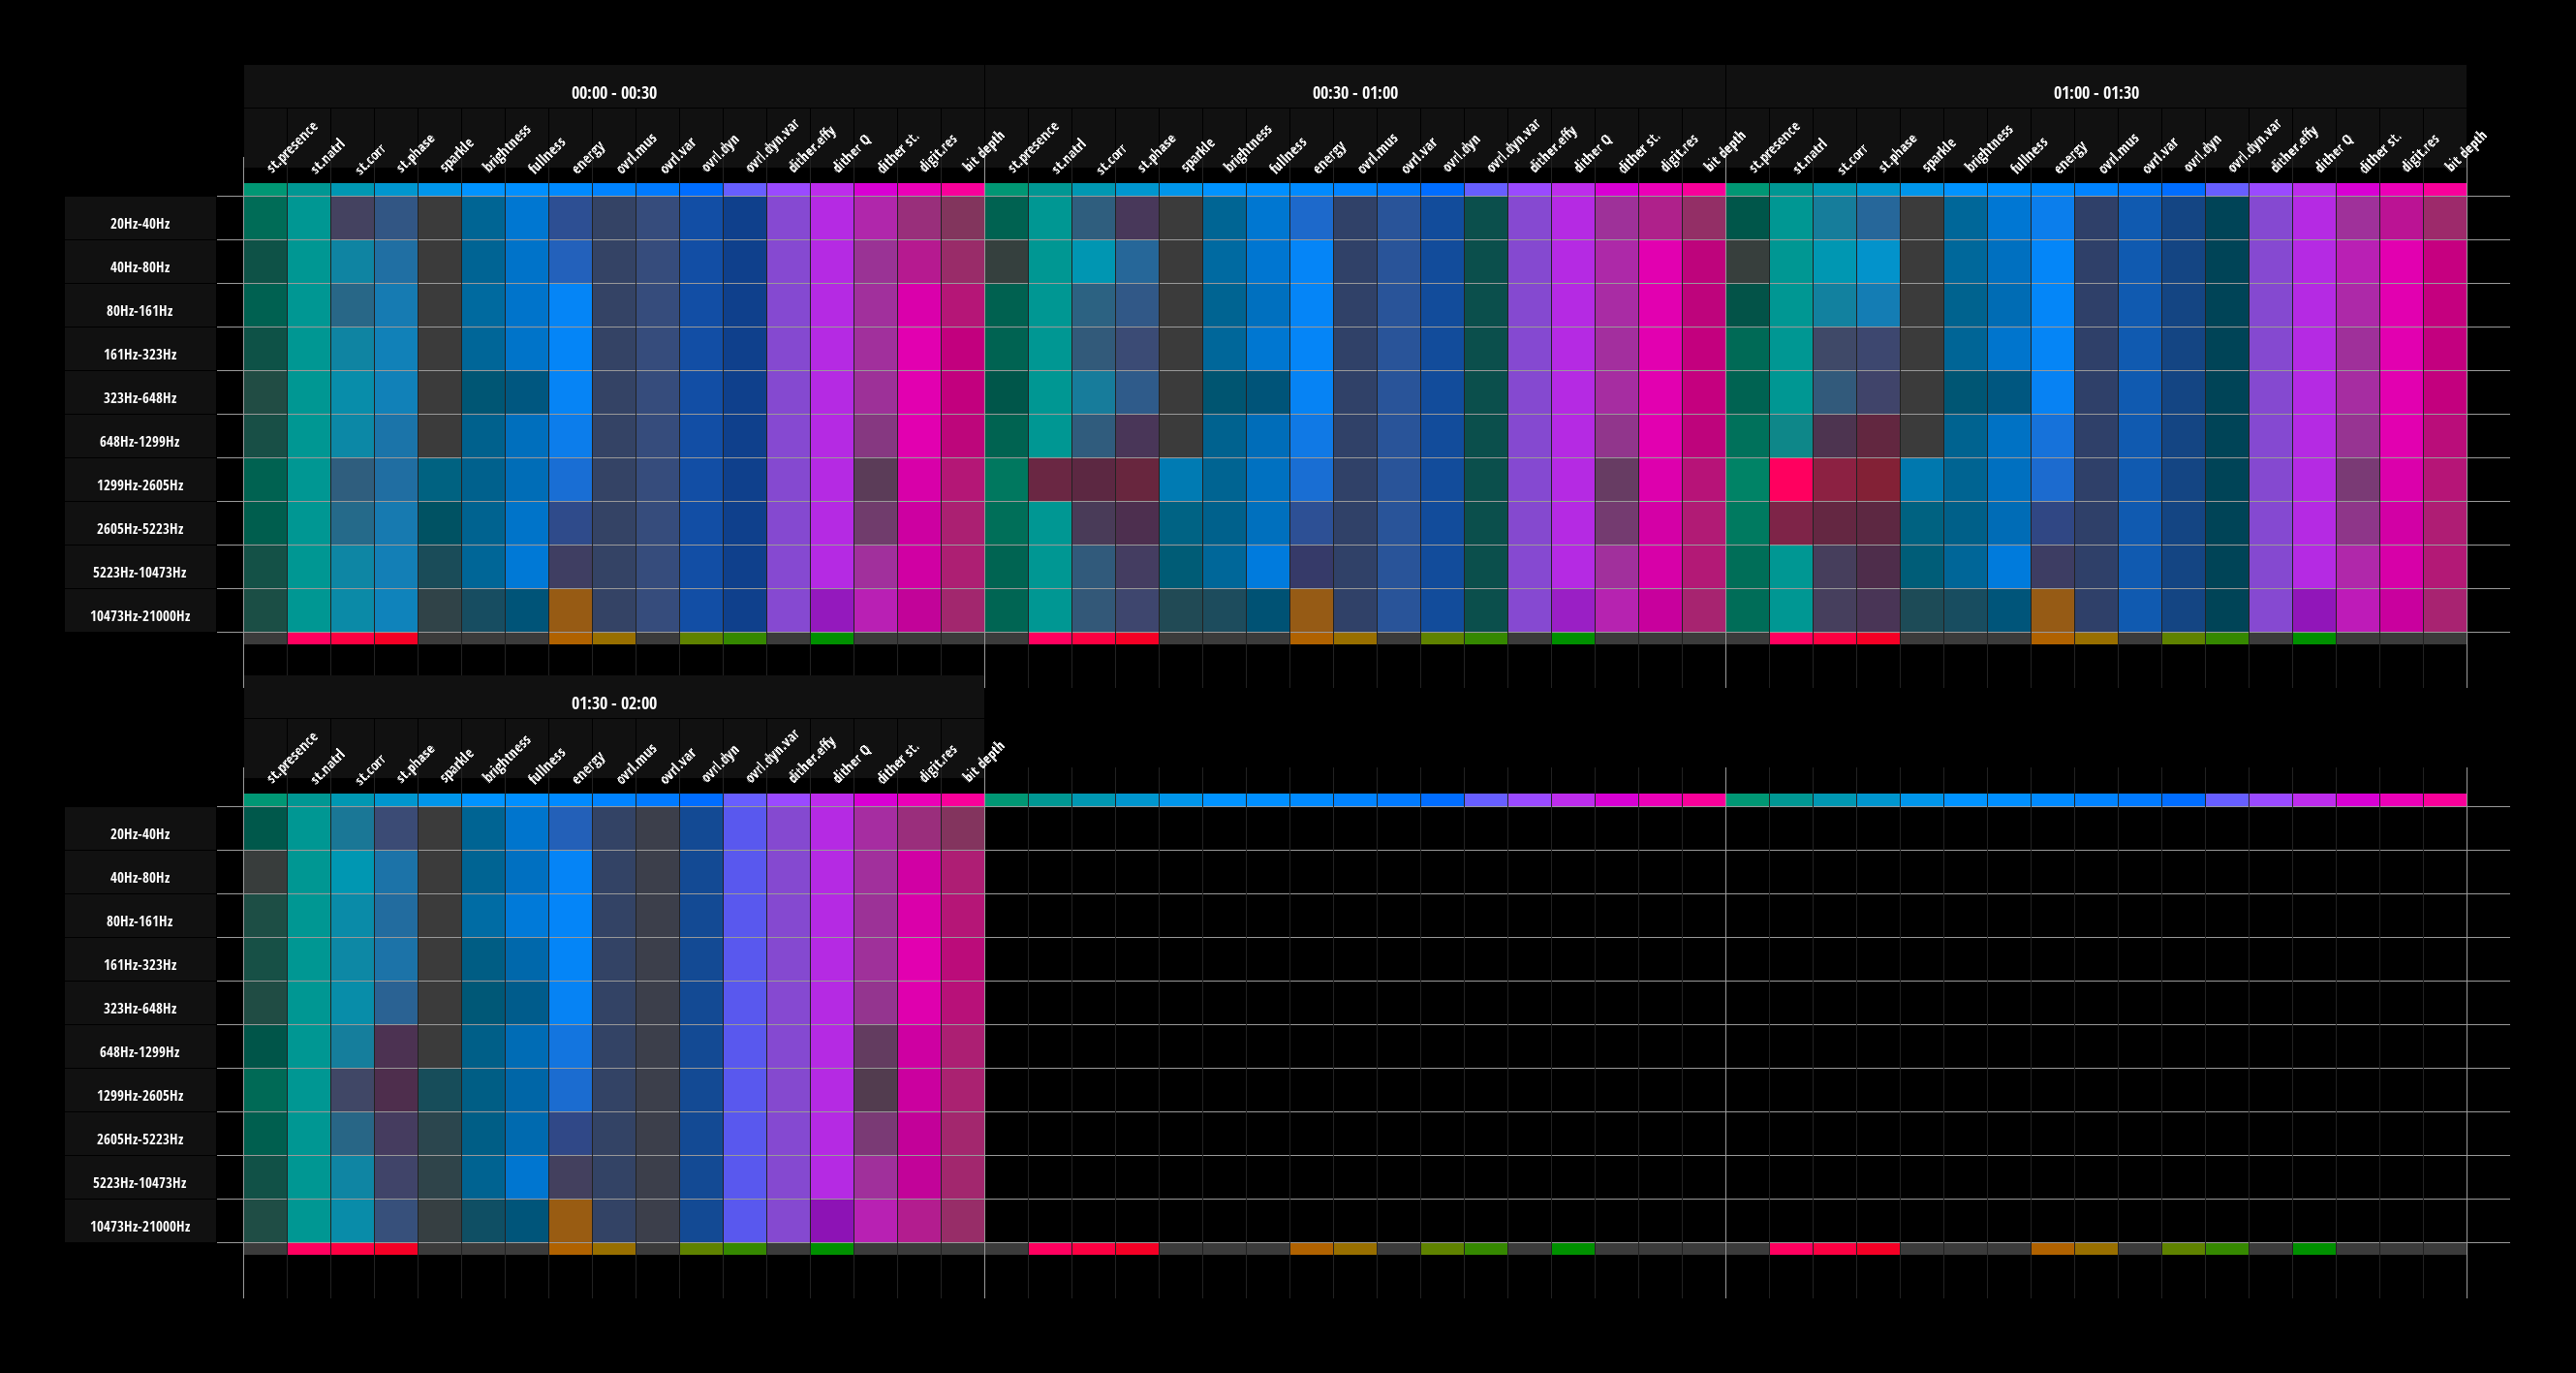 00:00 - 00:30 00:30 - 01:00 01:00 - 01:30
st.presence st.natrl st.corr st.phase sparkle brightness fullness energy ovrl.mus ovrl.var ovrl.dyn ovrl.dyn.var dither.effy dither Q dither st. digit.res bit depth st.presence st.natrl st.corr st.phase sparkle brightness fullness energy ovrl.mus ovrl.var ovrl.dyn ovrl.dyn.var dither.effy dither Q dither st. digit.res bit depth st.presence st.natrl st.corr st.phase sparkle brightness fullness energy ovrl.mus ovrl.var ovrl.dyn ovrl.dyn.var dither.effy dither Q dither st. digit.res bit depth
20Hz-40Hz
40Hz-80Hz
80Hz-161Hz
161Hz-323Hz
323Hz-648Hz
648Hz-1299Hz
1299Hz-2605Hz
2605Hz-5223Hz
5223Hz-10473Hz
10473Hz-21000Hz
01:30 - 02:00
st.presence st.natrl st.corr st.phase sparkle brightness fullness energy ovrl.mus ovrl.var ovrl.dyn ovrl.dyn.var dither.effy dither Q dither st. digit.res bit depth
20Hz-40Hz
40Hz-80Hz
80Hz-161Hz
161Hz-323Hz
323Hz-648Hz
648Hz-1299Hz
1299Hz-2605Hz
2605Hz-5223Hz
5223Hz-10473Hz
10473Hz-21000Hz